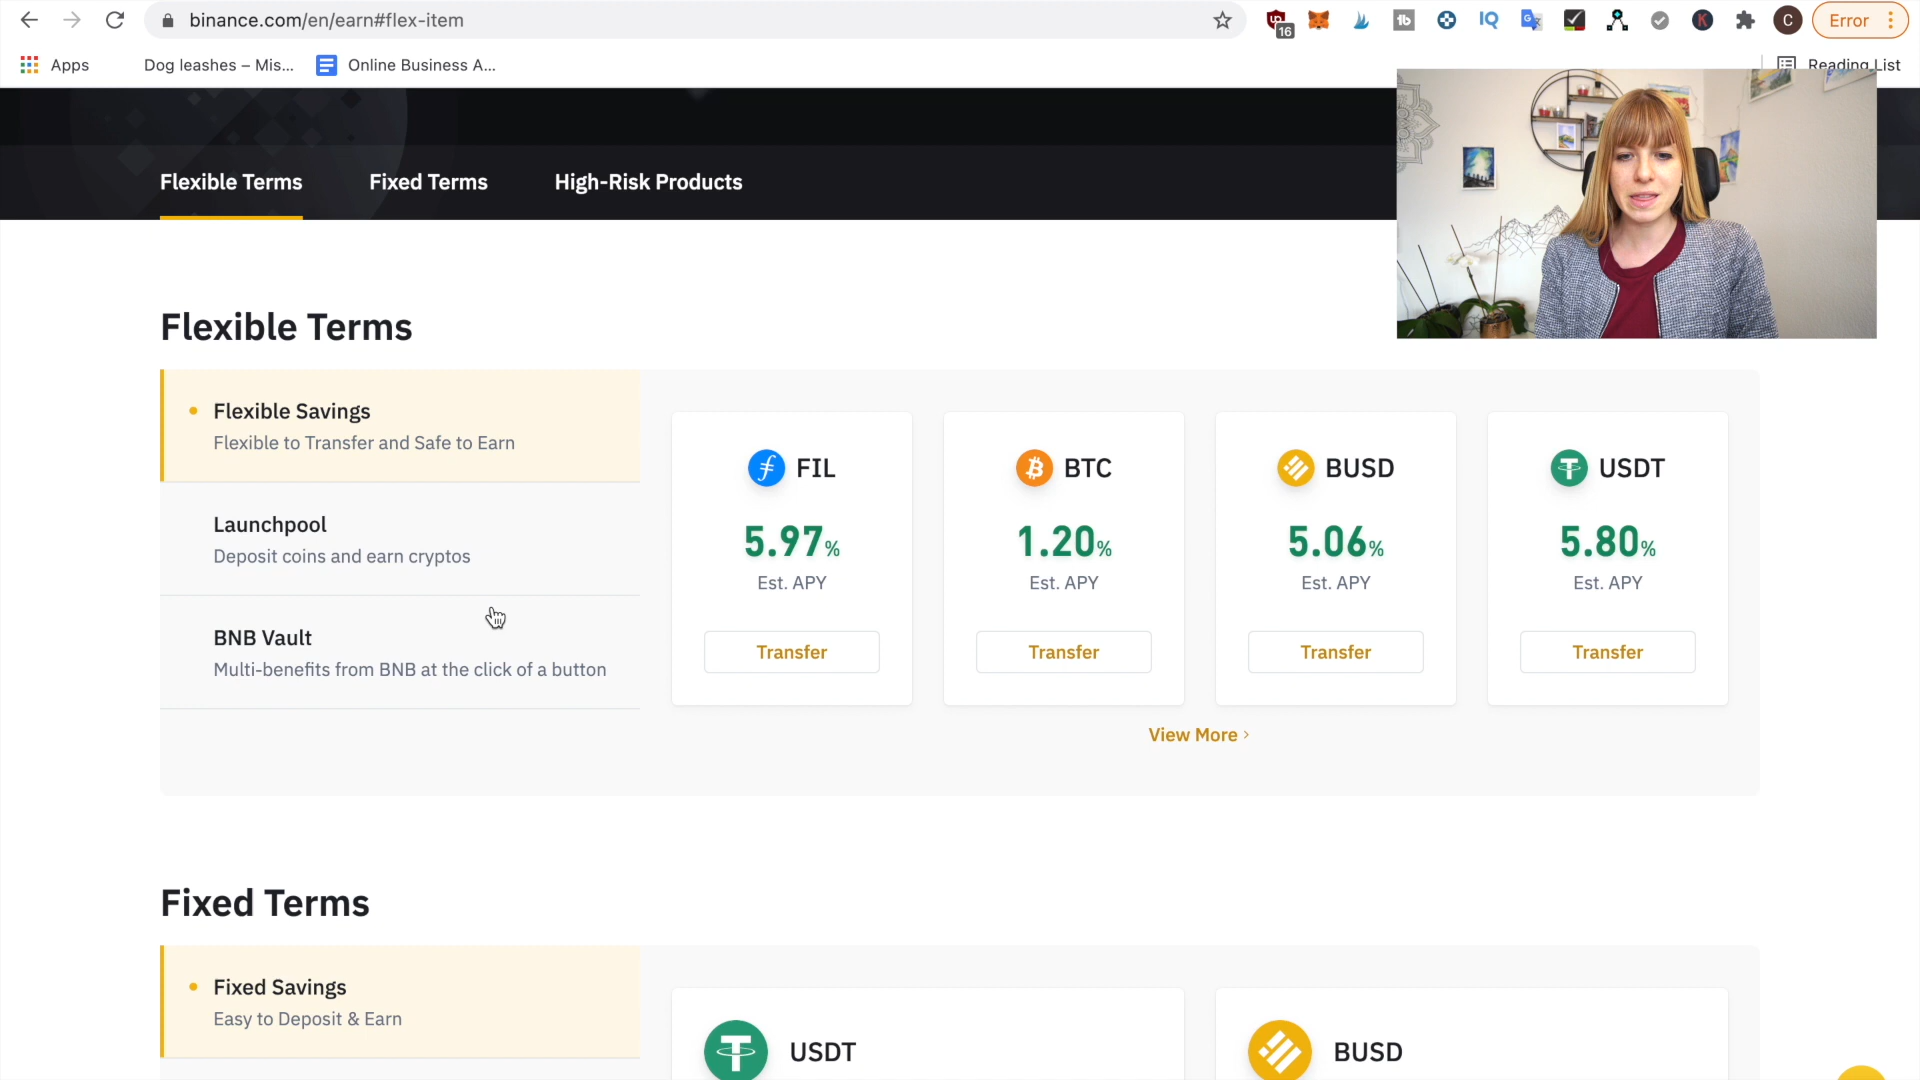 binance.com/en/earn#flex-item
16
tb
IQ
K
C
Error
Apps
Dog leashes – Mis...
Online Business A...
Reading List
Flexible Terms
Fixed Terms
High-Risk Products
Flexible Terms
Flexible Savings
Flexible to Transfer and Safe to Earn
Launchpool
Deposit coins and earn cryptos
BNB Vault
Multi-benefits from BNB at the click of a button
FIL
5.97%
Est. APY
Transfer
BTC
1.20%
Est. APY
Transfer
BUSD
5.06%
Est. APY
Transfer
USDT
5.80%
Est. APY
Transfer
View More
Fixed Terms
Fixed Savings
Easy to Deposit & Earn
USDT
BUSD